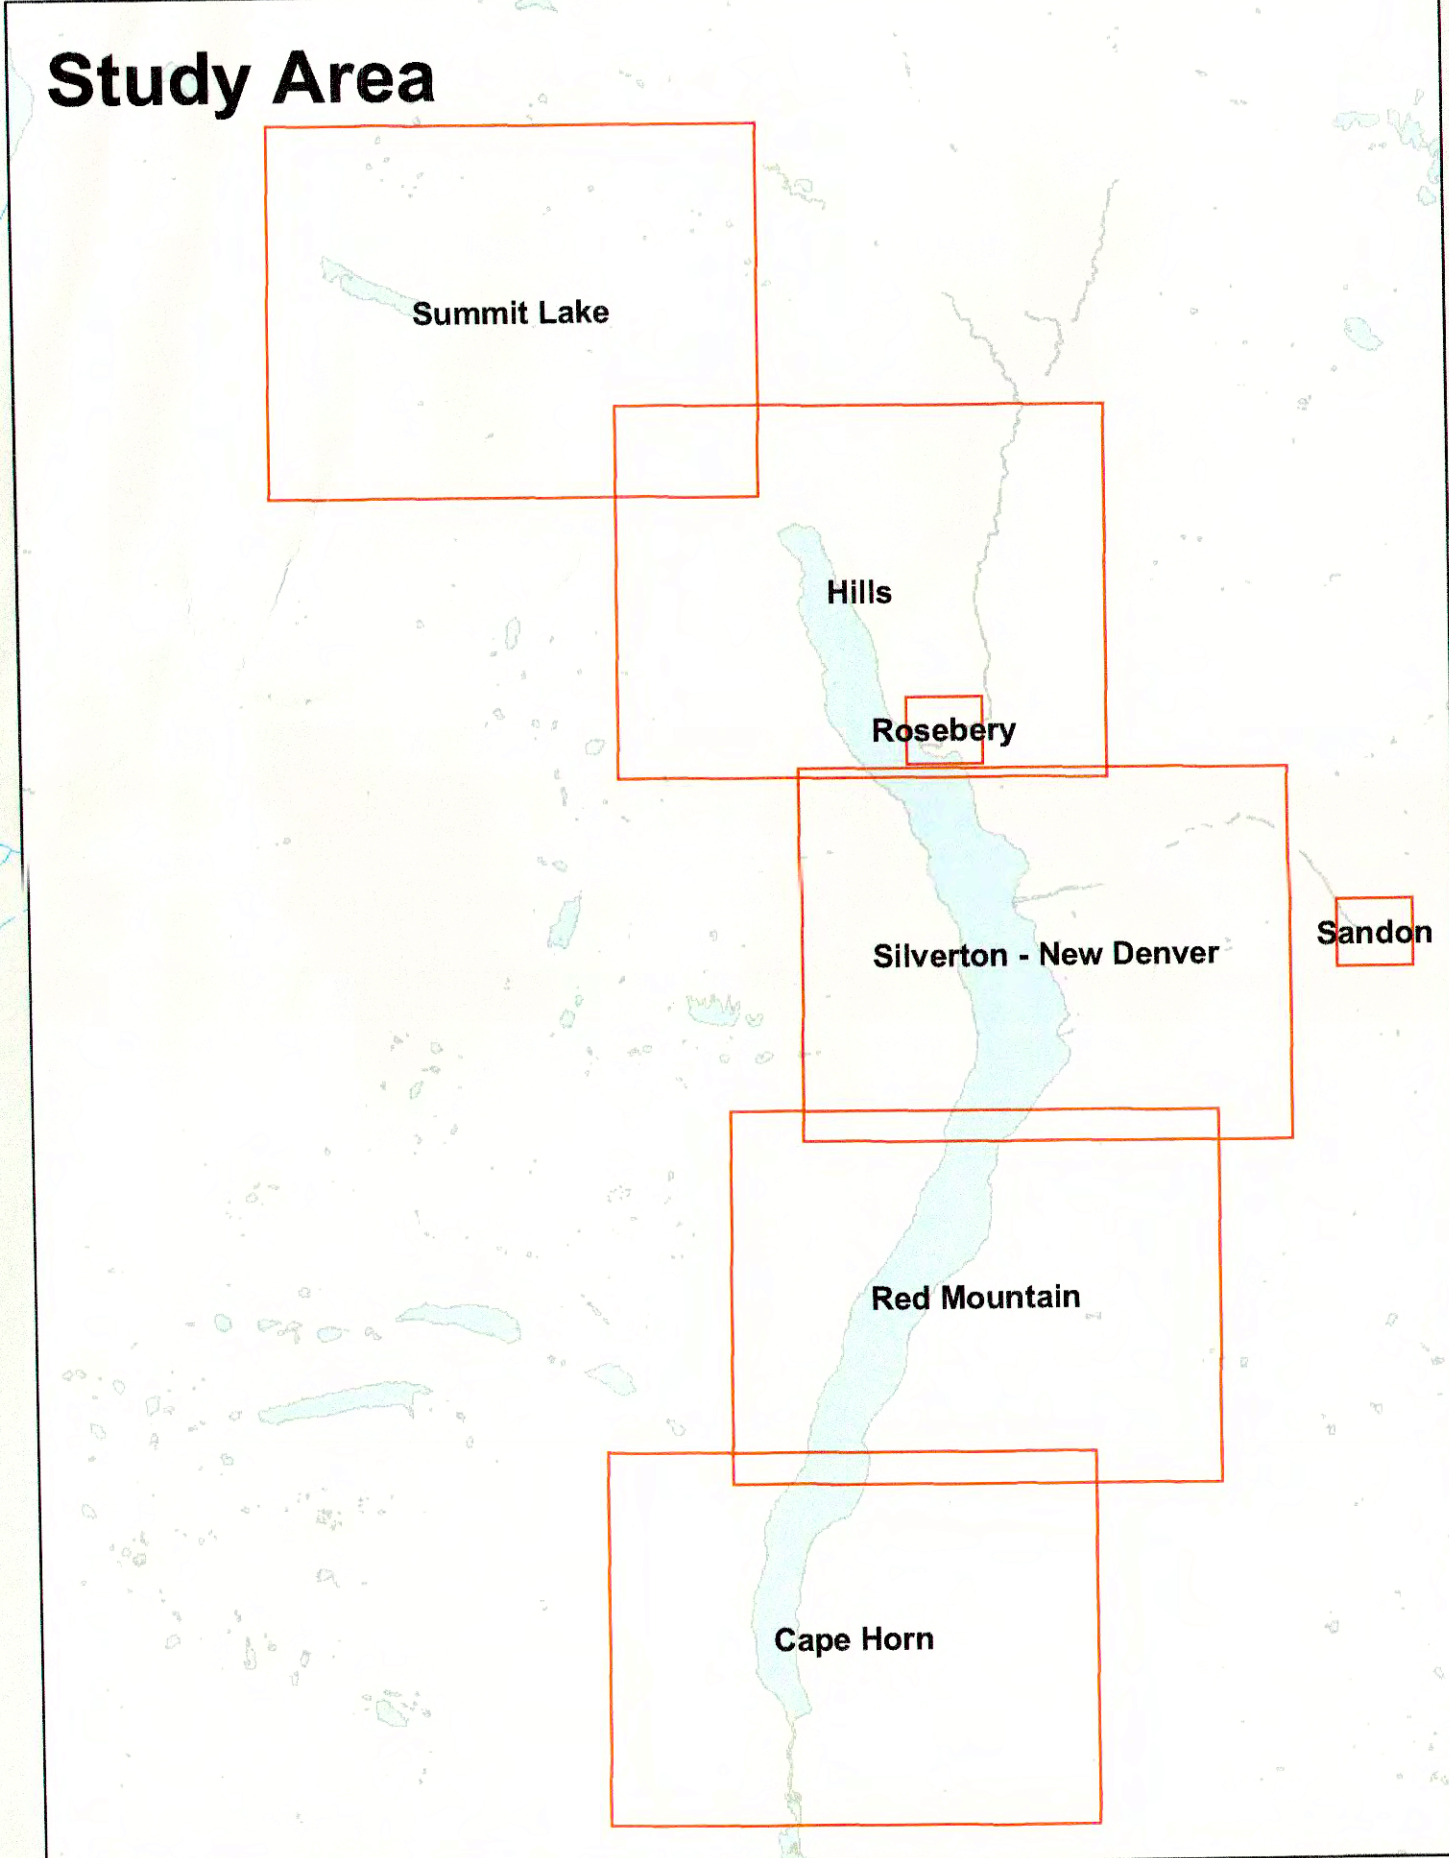 Study Area
Summit Lake
Hills
Rosebery
Silverton - New Denver
Sandon
Red Mountain
Cape Horn